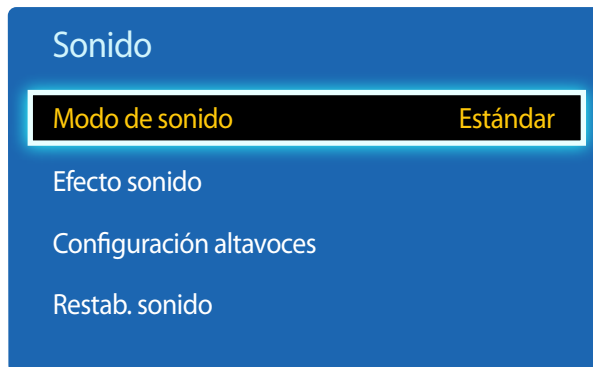 Sonido
Modo de sonido Estándar
Efecto sonido
Configuración altavoces
Restab. sonido